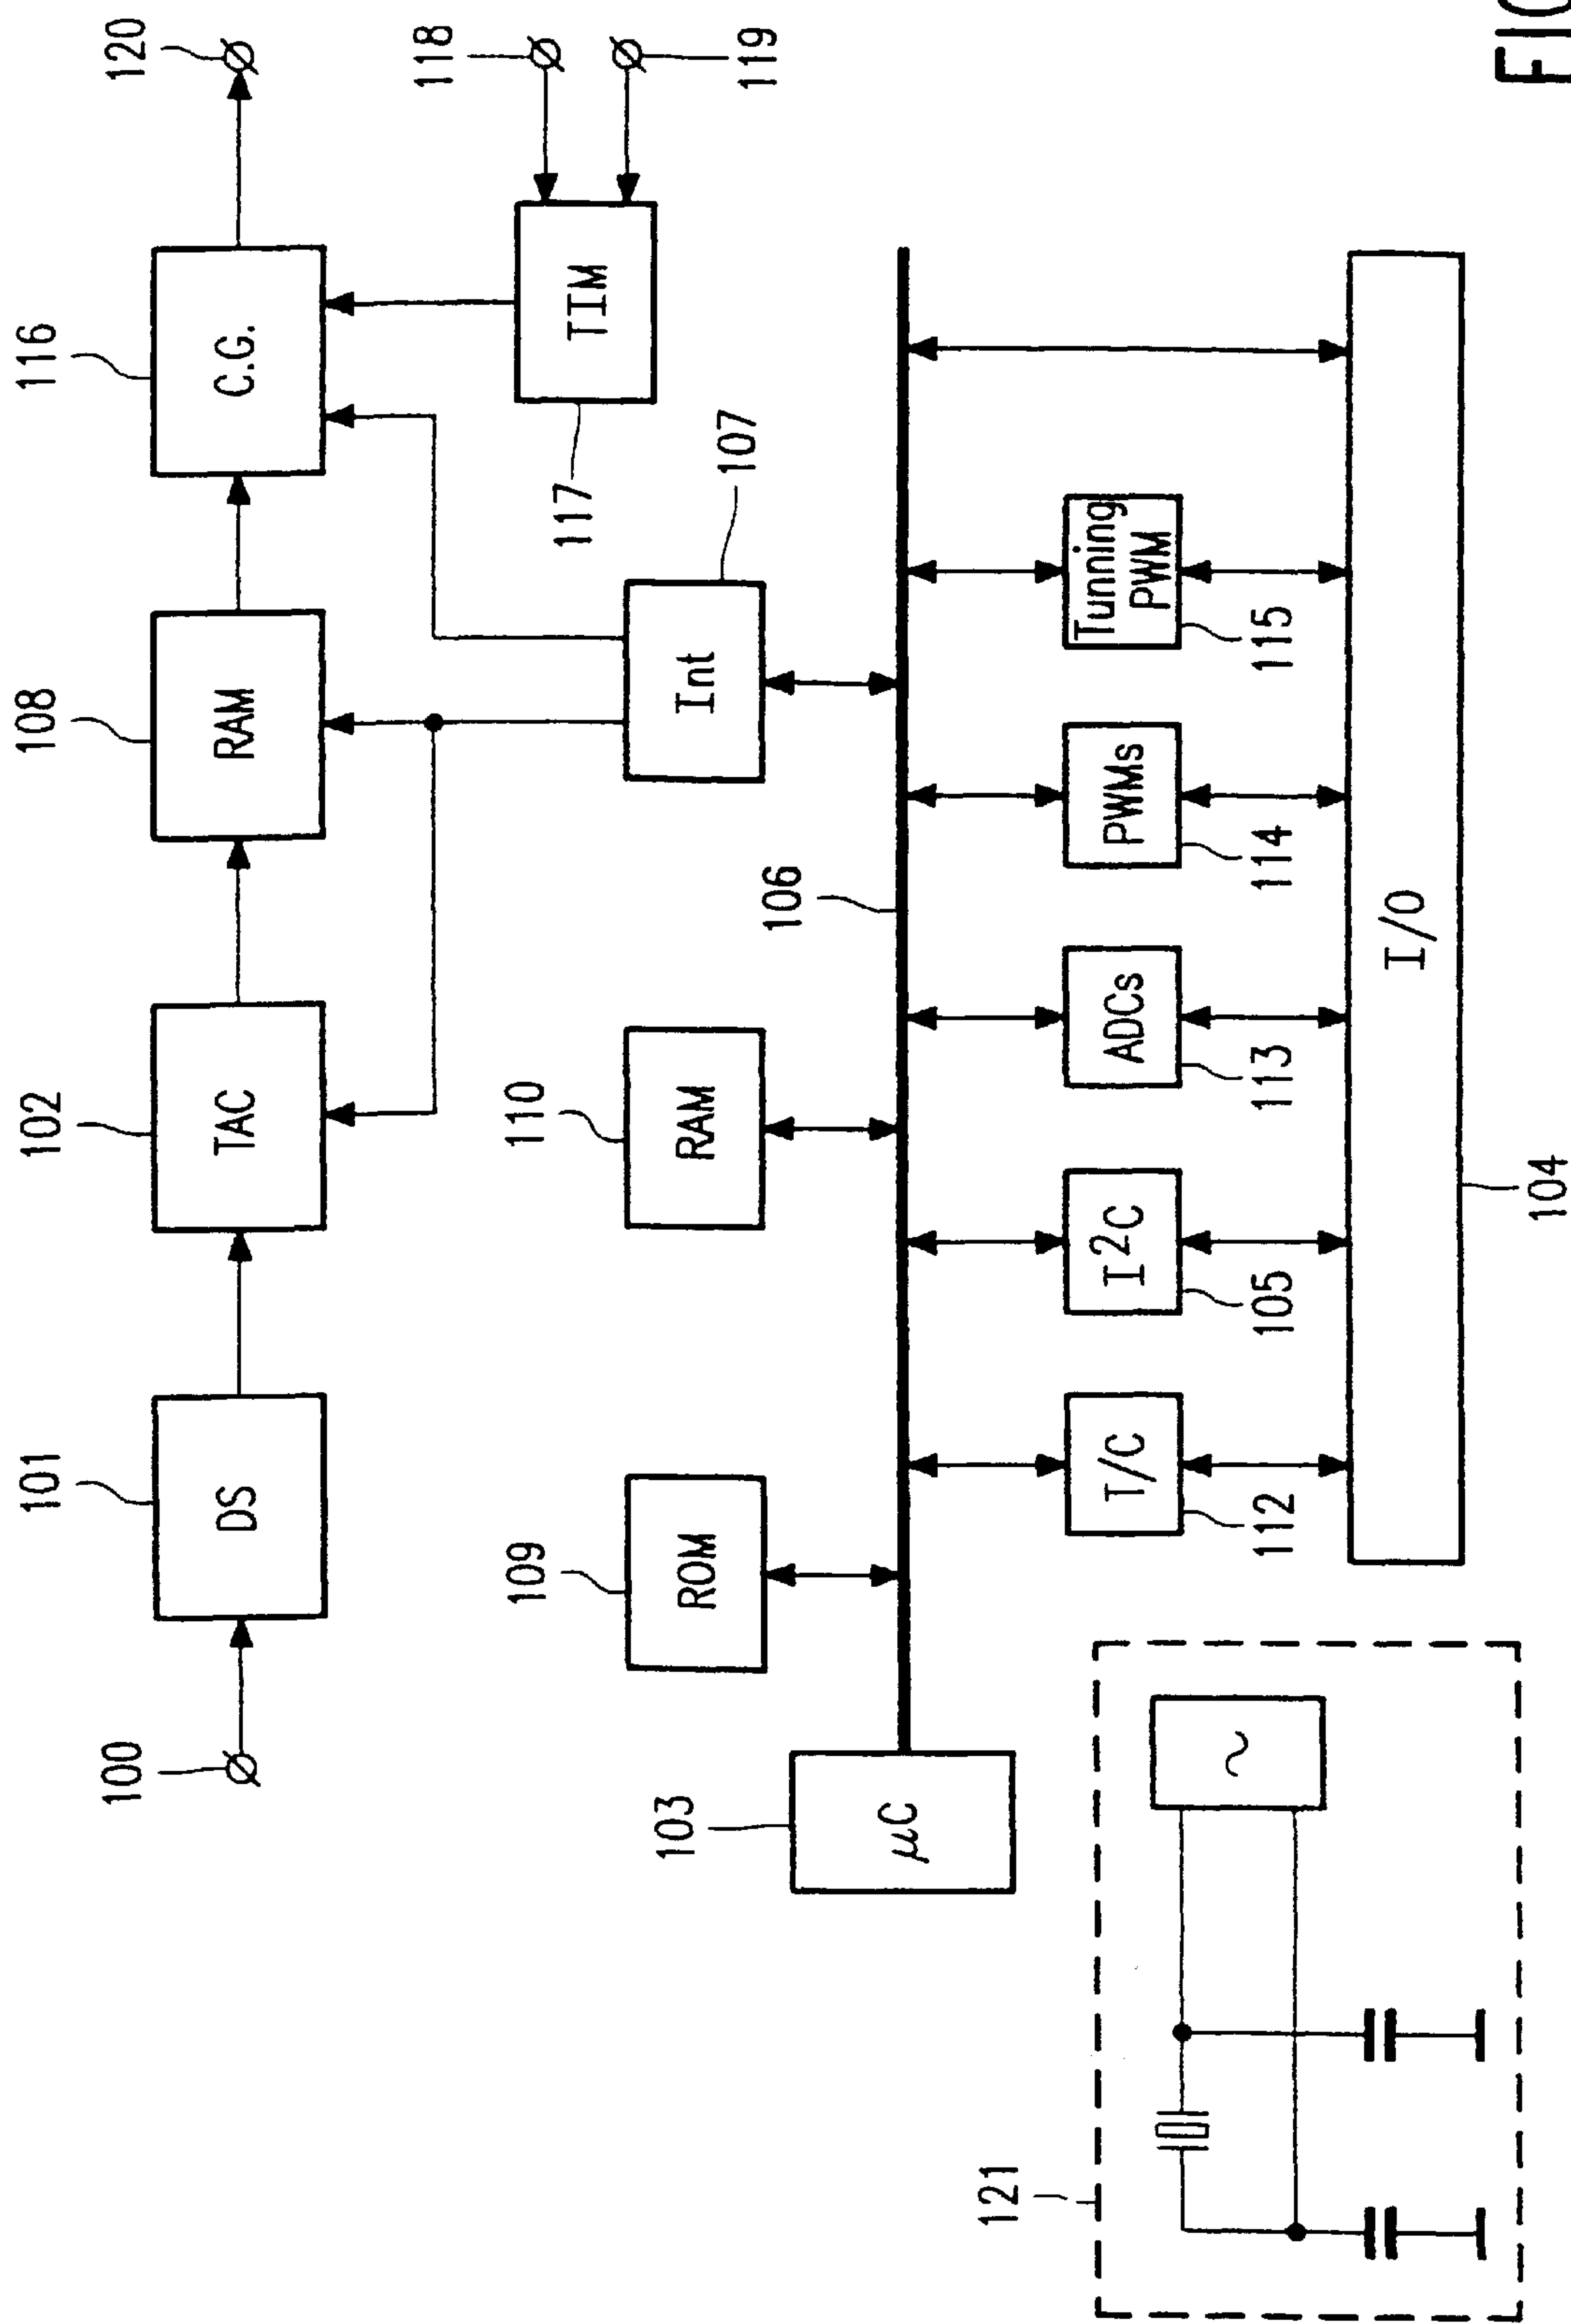 100
101
DS
102
TAC
108
RAM
116
C.G.
120
118
119
TIM
117
107
Int
110
RAM
109
ROM
103
μC
106
T/C
112
I²C
105
ADCs
113
PWMs
114
Tunning
PWM
115
I/O
104
121
~